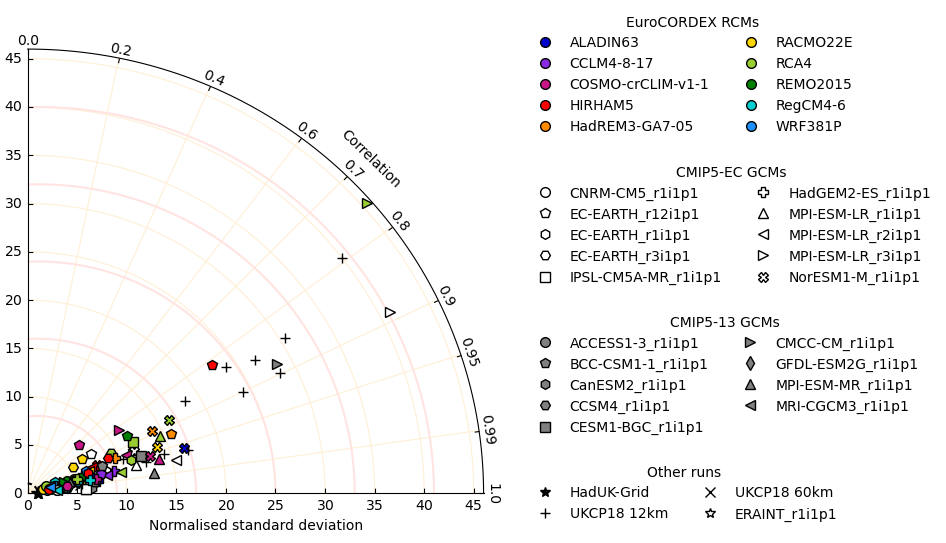 0.0
0.2
0.4
0.6
0.7
0.8
0.9
0.95
0.99
1.0
Correlation
45
40
35
30
25
20
15
10
5
0
0 5 10 15 20 25 30 35 40 45
Normalised standard deviation
EuroCORDEX RCMs
ALADIN63 RACMO22E
CCLM4-8-17 RCA4
COSMO-crCLIM-v1-1 REMO2015
HIRHAM5 RegCM4-6
HadREM3-GA7-05 WRF381P
CMIP5-EC GCMs
CNRM-CM5_r1i1p1 HadGEM2-ES_r1i1p1
EC-EARTH_r12i1p1 MPI-ESM-LR_r1i1p1
EC-EARTH_r1i1p1 MPI-ESM-LR_r2i1p1
EC-EARTH_r3i1p1 MPI-ESM-LR_r3i1p1
IPSL-CM5A-MR_r1i1p1 NorESM1-M_r1i1p1
CMIP5-13 GCMs
ACCESS1-3_r1i1p1 CMCC-CM_r1i1p1
BCC-CSM1-1_r1i1p1 GFDL-ESM2G_r1i1p1
CanESM2_r1i1p1 MPI-ESM-MR_r1i1p1
CCSM4_r1i1p1 MRI-CGCM3_r1i1p1
CESM1-BGC_r1i1p1
Other runs
HadUK-Grid UKCP18 60km
UKCP18 12km ERAINT_r1i1p1